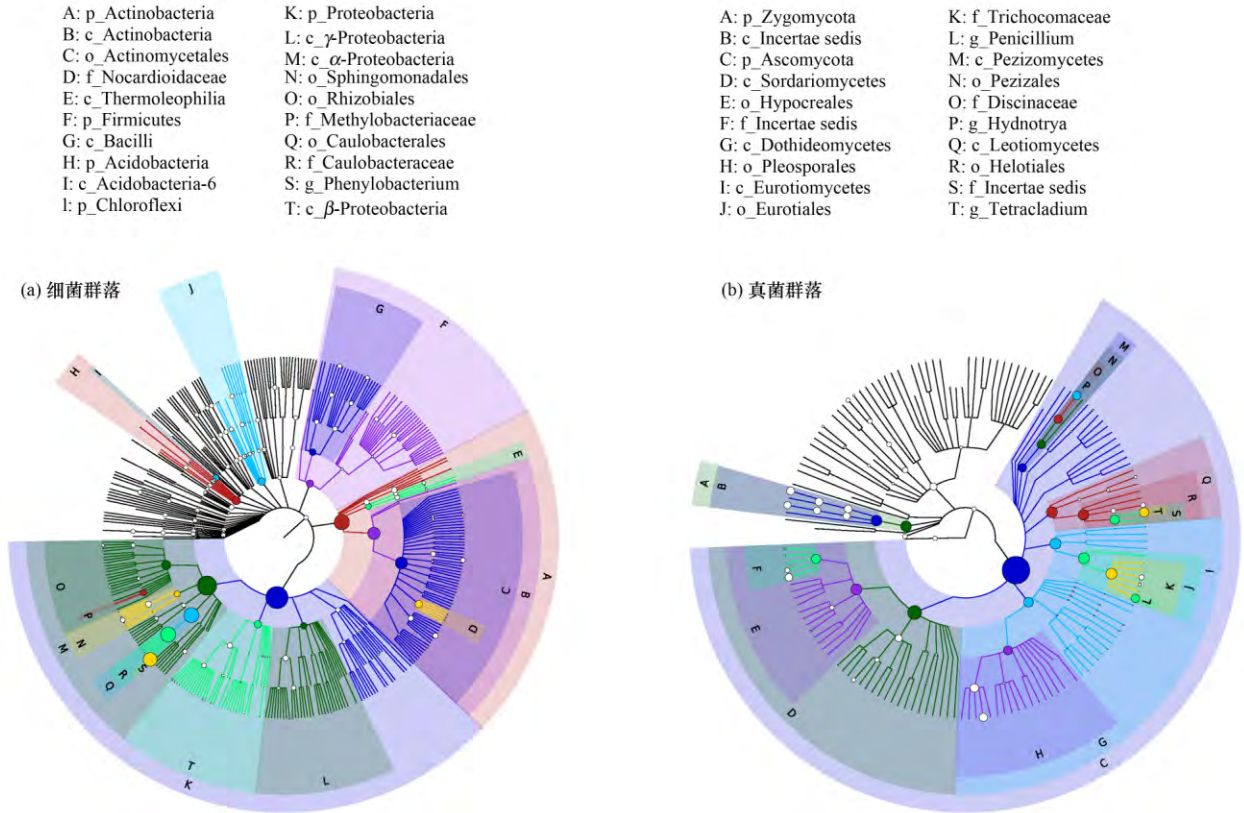 A: p_Actinobacteria
B: c_Actinobacteria
C: o_Actinomycetales
D: f_Nocardioidaceae
E: c_Thermoleophilia
F: p_Firmicutes
G: c_Bacilli
H: p_Acidobacteria
I: c_Acidobacteria-6
l: p_Chloroflexi
K: p_Proteobacteria
L: c_γ-Proteobacteria
M: c_α-Proteobacteria
N: o_Sphingomonadales
O: o_Rhizobiales
P: f_Methylobacteriaceae
Q: o_Caulobacterales
R: f_Caulobacteraceae
S: g_Phenylobacterium
T: c_β-Proteobacteria
A: p_Zygomycota
B: c_Incertae sedis
C: p_Ascomycota
D: c_Sordariomycetes
E: o_Hypocreales
F: f_Incertae sedis
G: c_Dothideomycetes
H: o_Pleosporales
I: c_Eurotiomycetes
J: o_Eurotiales
K: f_Trichocomaceae
L: g_Penicillium
M: c_Pezizomycetes
N: o_Pezizales
O: f_Discinaceae
P: g_Hydnotrya
Q: c_Leotiomycetes
R: o_Helotiales
S: f_Incertae sedis
T: g_Tetracladium
(a) 细菌群落
J
G
F
H
I
E
A
B
C
D
O
P
N
M
S
R
Q
T
K
L
(b) 真菌群落
M
N
O
P
Q
R
S
T
A
B
I
J
K
L
F
E
D
H
G
C